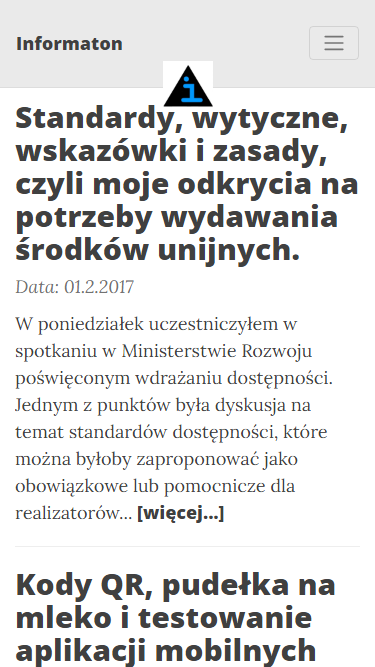 Informaton
i
Standardy, wytyczne,
wskazówki i zasady,
czyli moje odkrycia na
potrzeby wydawania
środków unijnych.
Data: 01.2.2017
W poniedziałek uczestniczyłem w
spotkaniu w Ministerstwie Rozwoju
poświęconym wdrażaniu dostępności.
Jednym z punktów była dyskusja na
temat standardów dostępności, które
można byłoby zaproponować jako
obowiązkowe lub pomocnicze dla
realizatorów... [więcej...]
Kody QR, pudełka na
mleko i testowanie
aplikacji mobilnych